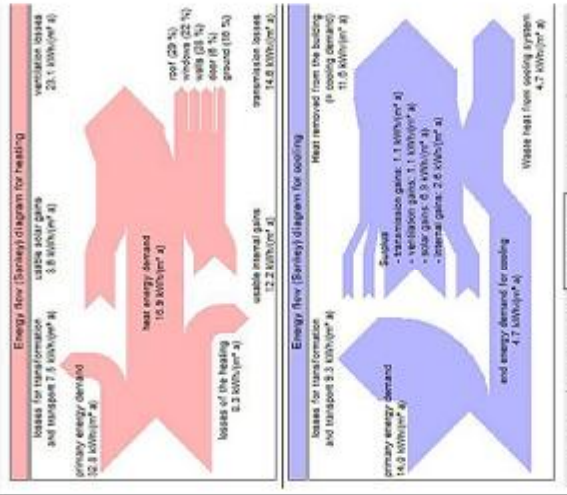 Energy flow (Sankey) diagram for heating
losses for transformation
and transport 7.5 kWh/(m² a)
usable solar gains
3.8 kWh/(m² a)
ventilation losses
23.1 kWh/(m² a)
primary energy demand
32.8 kWh/(m² a)
heat energy demand
16.9 kWh/(m² a)
roof (29 %)
windows (22 %)
walls (28 %)
door (6 %)
ground (16 %)
losses of the heating
8.3 kWh/(m² a)
usable internal gains
12.2 kWh/(m² a)
transmission losses
14.8 kWh/(m² a)
Energy flow (Sankey) diagram for cooling
losses for transformation
and transport 9.3 kWh/(m² a)
Heat removed from the building
(= cooling demand)
11.6 kWh/(m² a)
primary energy demand
14.0 kWh/(m² a)
Surplus
- transmission gains: 1.1 kWh/(m² a)
- ventilation gains: 1.1 kWh/(m² a)
- solar gains: 6.9 kWh/(m² a)
- internal gains: 2.6 kWh/(m² a)
end energy demand for cooling
4.7 kWh/(m² a)
Waste heat from cooling system
4.7 kWh/(m² a)